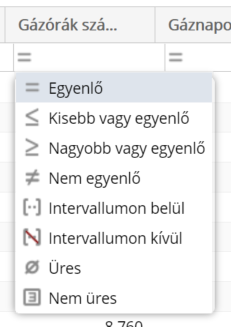 Gázórák szá... Gáznapo
= =
= Egyenlő
≤ Kisebb vagy egyenlő
≥ Nagyobb vagy egyenlő
≠ Nem egyenlő
Intervallumon belül
Intervallumon kívül
Ø Üres
Nem üres
8 760